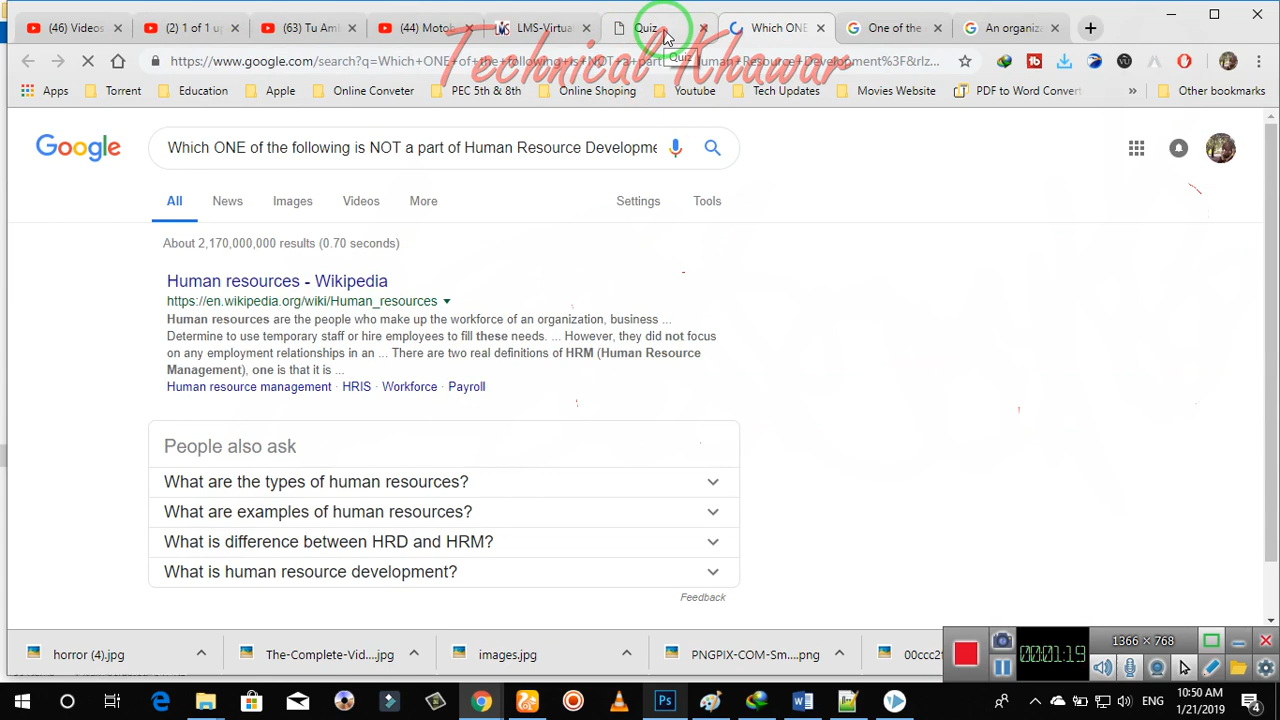 (46) Videos
(2) 1 of 1 u
(63) Tu Ami
(44) Motob
LMS-Virtua
Quiz
Which ONE
One of the
An organiz
https://www.google.com/search?q=Which+ONE+of+the+following+is+NOT+a+part
uman+Resource+Development%3F&rlz...
Quiz
Technical Khawar
Apps
Torrent
Education
Apple
Online Conveter
PEC 5th & 8th
Online Shoping
Youtube
Tech Updates
Movies Website
PDF to Word Convert
»
Other bookmarks
Google
Which ONE of the following is NOT a part of Human Resource Developme
All
News
Images
Videos
More
Settings
Tools
About 2,170,000,000 results (0.70 seconds)
Human resources - Wikipedia
https://en.wikipedia.org/wiki/Human_resources
Human resources are the people who make up the workforce of an organization, business ...
Determine to use temporary staff or hire employees to fill these needs. ... However, they did not focus
on any employment relationships in an ... There are two real definitions of HRM (Human Resource
Management), one is that it is ...
Human resource management · HRIS · Workforce · Payroll
People also ask
What are the types of human resources?
What are examples of human resources?
What is difference between HRD and HRM?
What is human resource development?
Feedback
horror (4).jpg
The-Complete-Vid....jpg
images.jpg
PNGPIX-COM-Sm....png
00ccc2f
1366 × 768
00:01:19
Ps
W
ENG
10:50 AM
1/21/2019
4